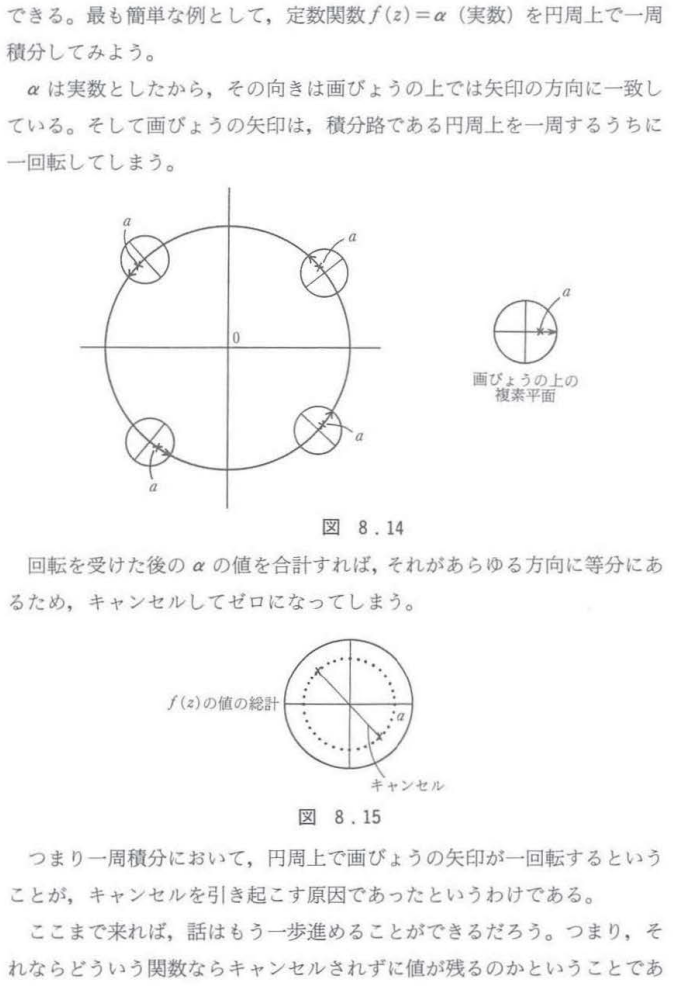 できる。最も簡単な例として，定数関数f(z)＝α（実数）を円周上で一周
積分してみよう。
αは実数としたから，その向きは画びょうの上では矢印の方向に一致し
ている。そして画びょうの矢印は，積分路である円周上を一周するうちに
一回転してしまう。
a
a
0
a
a
a
画びょうの上の
複素平面
図 8.14
回転を受けた後のαの値を合計すれば，それがあらゆる方向に等分にあ
るため，キャンセルしてゼロになってしまう。
f(z)の値の総計
a
キャンセル
図 8.15
つまり一周積分において，円周上で画びょうの矢印が一回転するという
ことが，キャンセルを引き起こす原因であったというわけである。
ここまで来れば，話はもう一歩進めることができるだろう。つまり，そ
れならどういう関数ならキャンセルされずに値が残るのかということであ